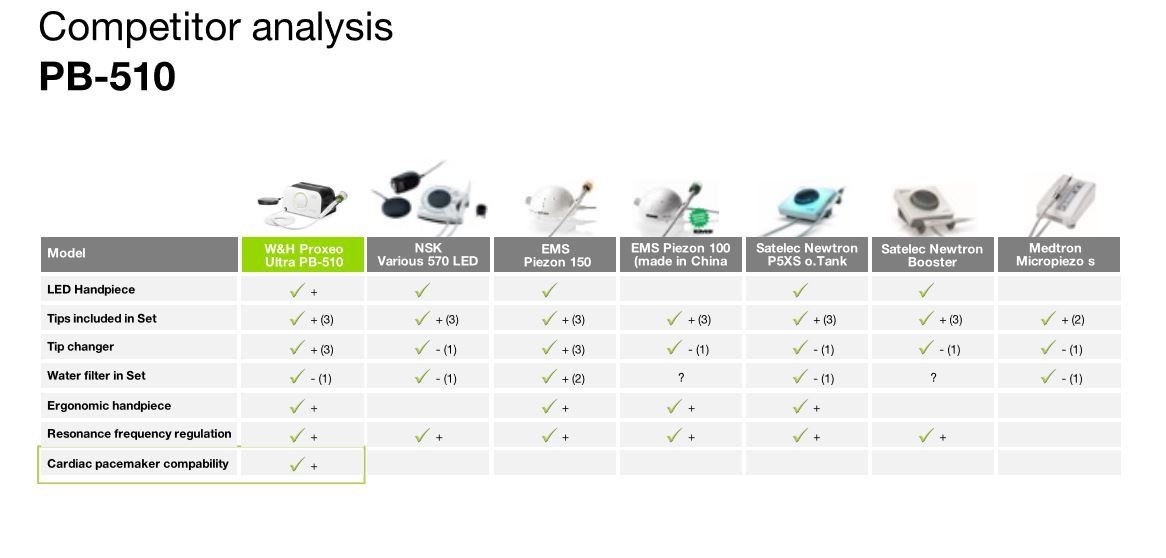 Competitor analysis
PB-510
Model
W&H Proxeo
Ultra PB-510
NSK
Various 570 LED
EMS
Piezon 150
EMS Piezon 100
(made in China
Satelec Newtron
P5XS o.Tank
Satelec Newtron
Booster
Medtron
Micropiezo s
LED Handpiece ✓ + ✓ ✓ ✓ ✓
Tips included in Set ✓ + (3) ✓ + (3) ✓ + (3) ✓ + (3) ✓ + (3) ✓ + (3) ✓ + (2)
Tip changer ✓ + (3) ✓ - (1) ✓ + (3) ✓ - (1) ✓ - (1) ✓ - (1) ✓ - (1)
Water filter in Set ✓ - (1) ✓ - (1) ✓ + (2) ? ✓ - (1) ? ✓ - (1)
Ergonomic handpiece ✓ + ✓ + ✓ + ✓ +
Resonance frequency regulation ✓ + ✓ + ✓ + ✓ + ✓ + ✓ +
Cardiac pacemaker compability ✓ +